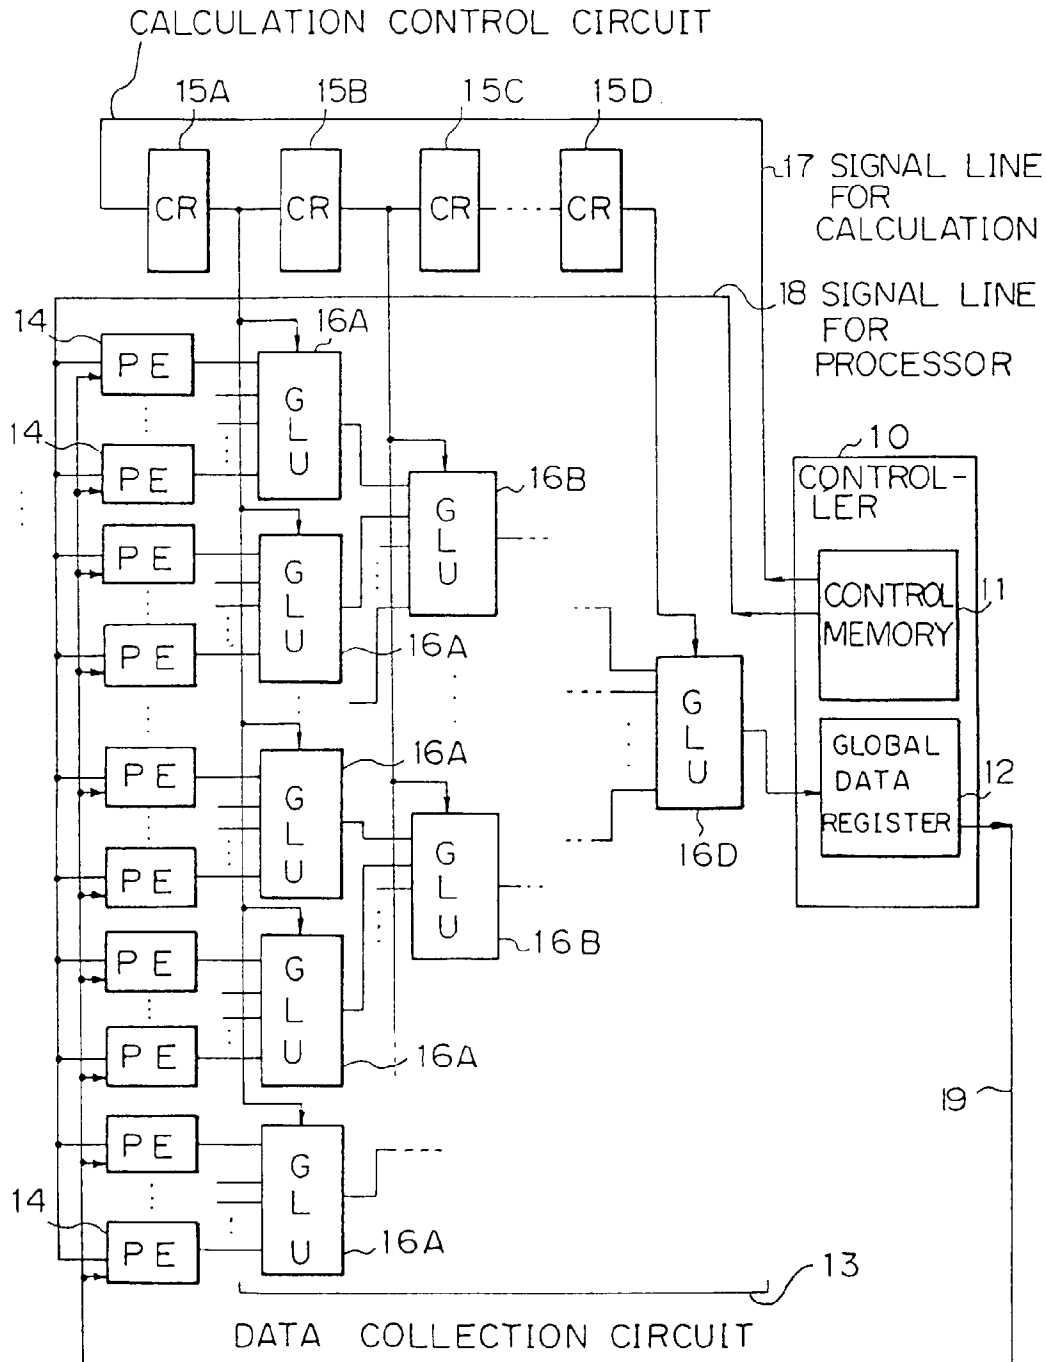 CALCULATION CONTROL CIRCUIT
15A 15B 15C 15D
CR CR CR CR
17 SIGNAL LINE
FOR
CALCULATION
18 SIGNAL LINE
FOR
PROCESSOR
14
PE
16A
GLU
14
PE
10
CONTROL-
LER
16B
GLU
PE
GLU
CONTROL
MEMORY
11
PE
16A
GLU
PE
16A
GLU
GLOBAL
DATA
REGISTER
12
16D
PE
GLU
16B
PE
GLU
PE
16A
19
PE
GLU
14
PE
16A
13
DATA COLLECTION CIRCUIT